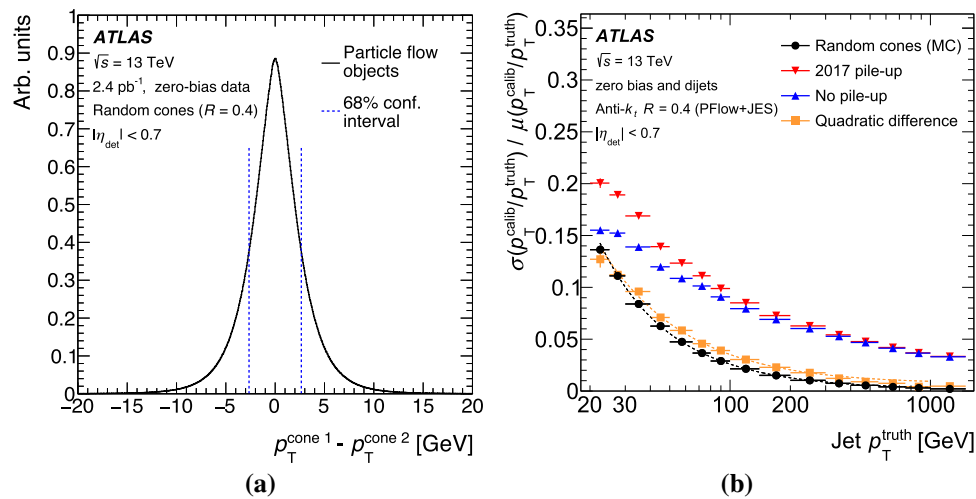 ATLAS
√s = 13 TeV
2.4 pb⁻¹, zero-bias data
Random cones (R = 0.4)
|η_det| < 0.7
Particle flow objects
68% conf. interval
Arb. units
1
0.9
0.8
0.7
0.6
0.5
0.4
0.3
0.2
0.1
0
−20 −15 −10 −5 0 5 10 15 20
p_T^cone 1 - p_T^cone 2 [GeV]
(a)
ATLAS
√s = 13 TeV
zero bias and dijets
Anti-k_t R = 0.4 (PFlow+JES)
|η_det| < 0.7
Random cones (MC)
2017 pile-up
No pile-up
Quadratic difference
σ(p_T^calib/p_T^truth) / μ(p_T^calib/p_T^truth)
0.35
0.3
0.25
0.2
0.15
0.1
0.05
0
20 30 100 200 1000
Jet p_T^truth [GeV]
(b)